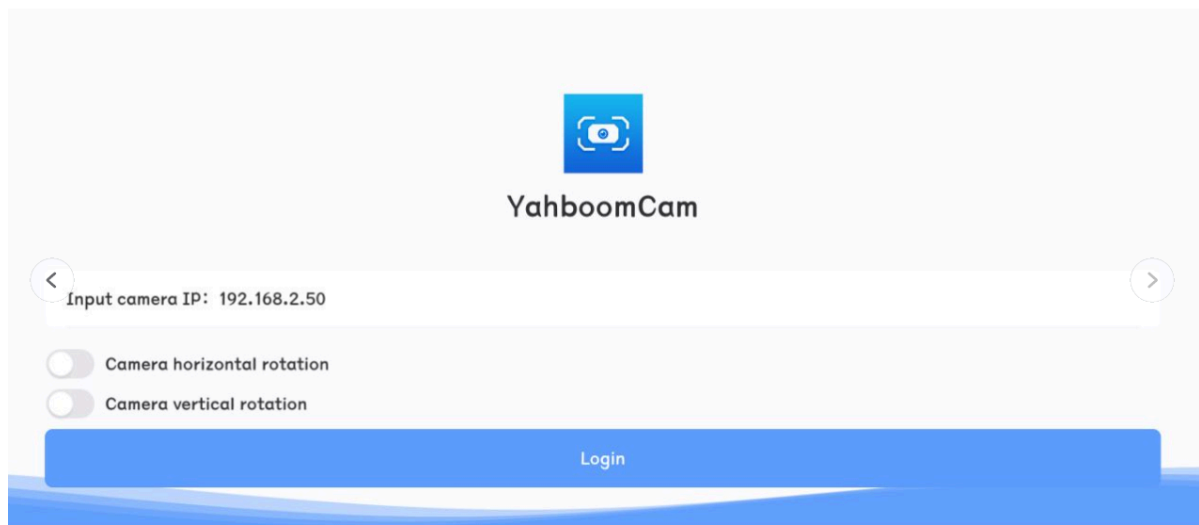 YahboomCam
Input camera IP: 192.168.2.50
Camera horizontal rotation
Camera vertical rotation
Login